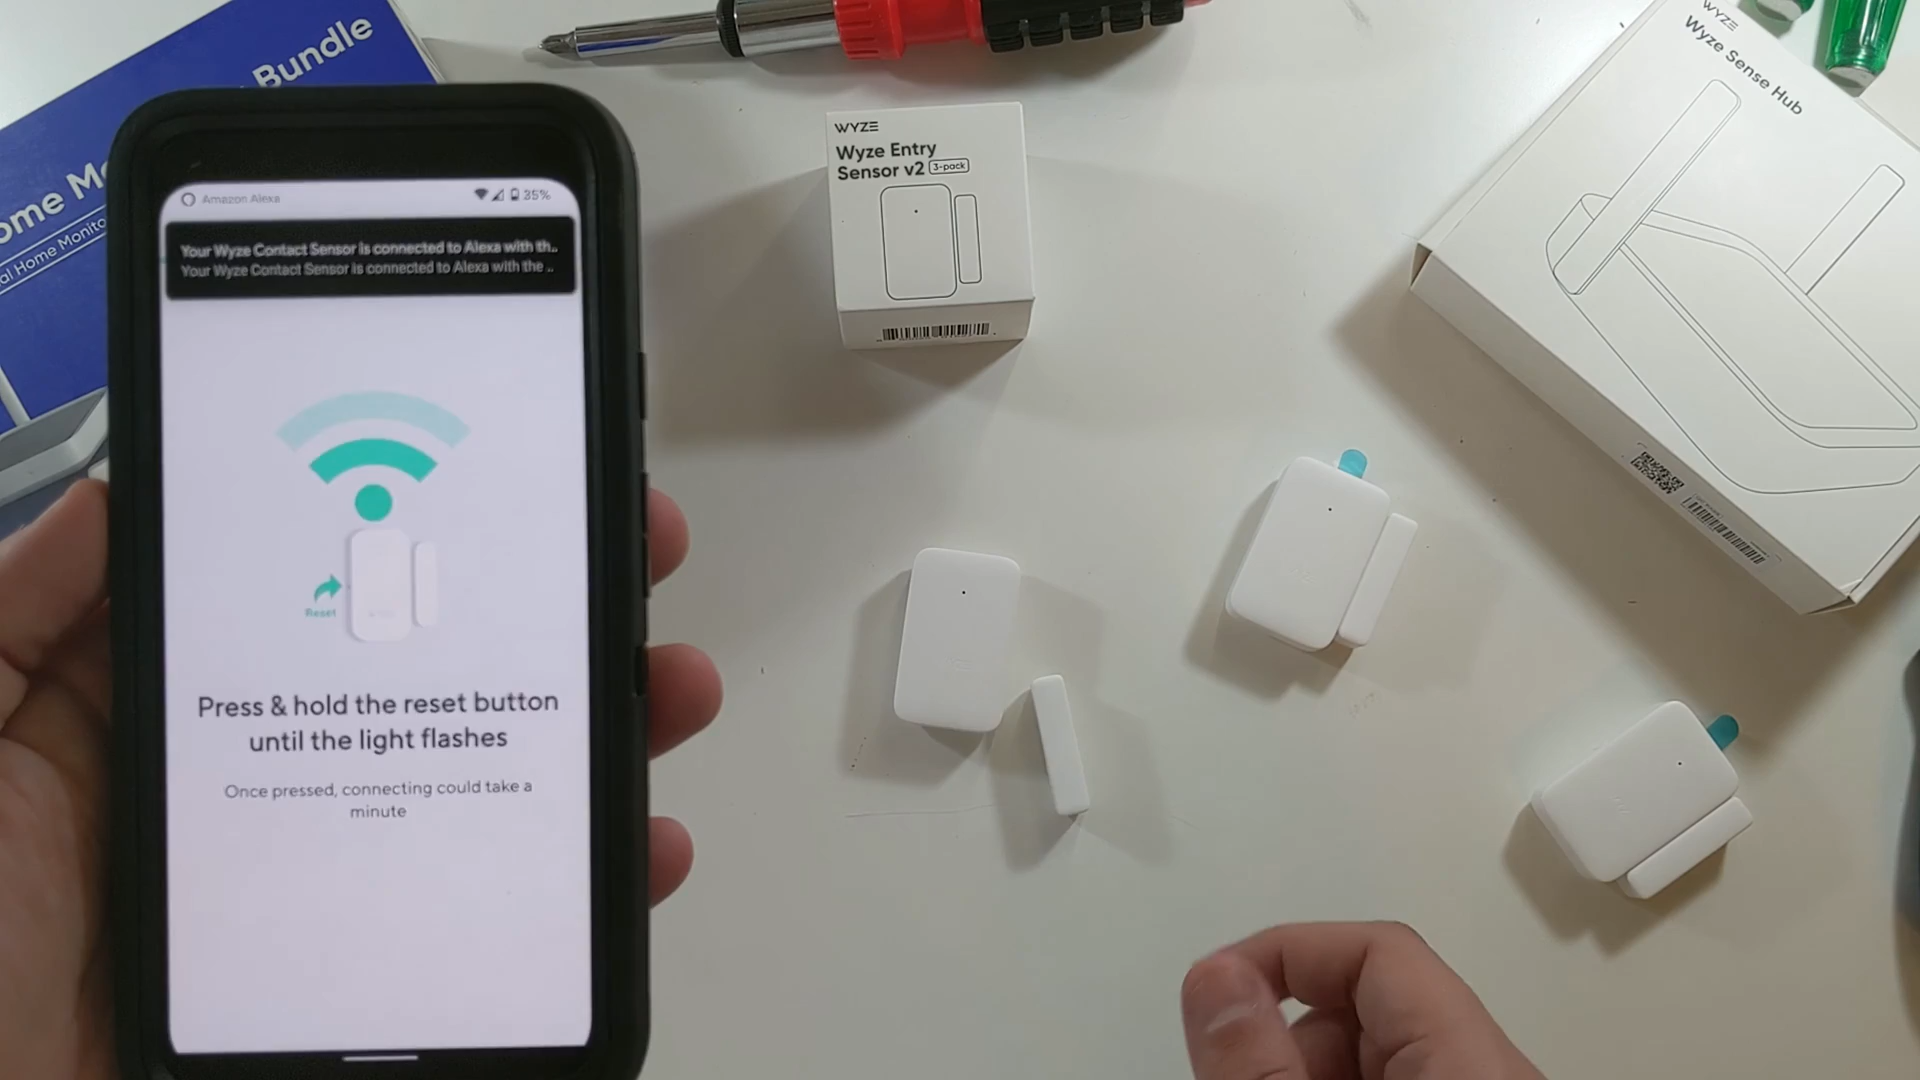 Bundle
ome Mo
al Home Monito
Amazon Alexa
35%
Your Wyze Contact Sensor is connected to Alexa with th..
Your Wyze Contact Sensor is connected to Alexa with the ..
Reset
Press & hold the reset button
until the light flashes
Once pressed, connecting could take a
minute
WYZE
Wyze Entry
Sensor v2 3-pack
WYZE
Wyze Sense Hub